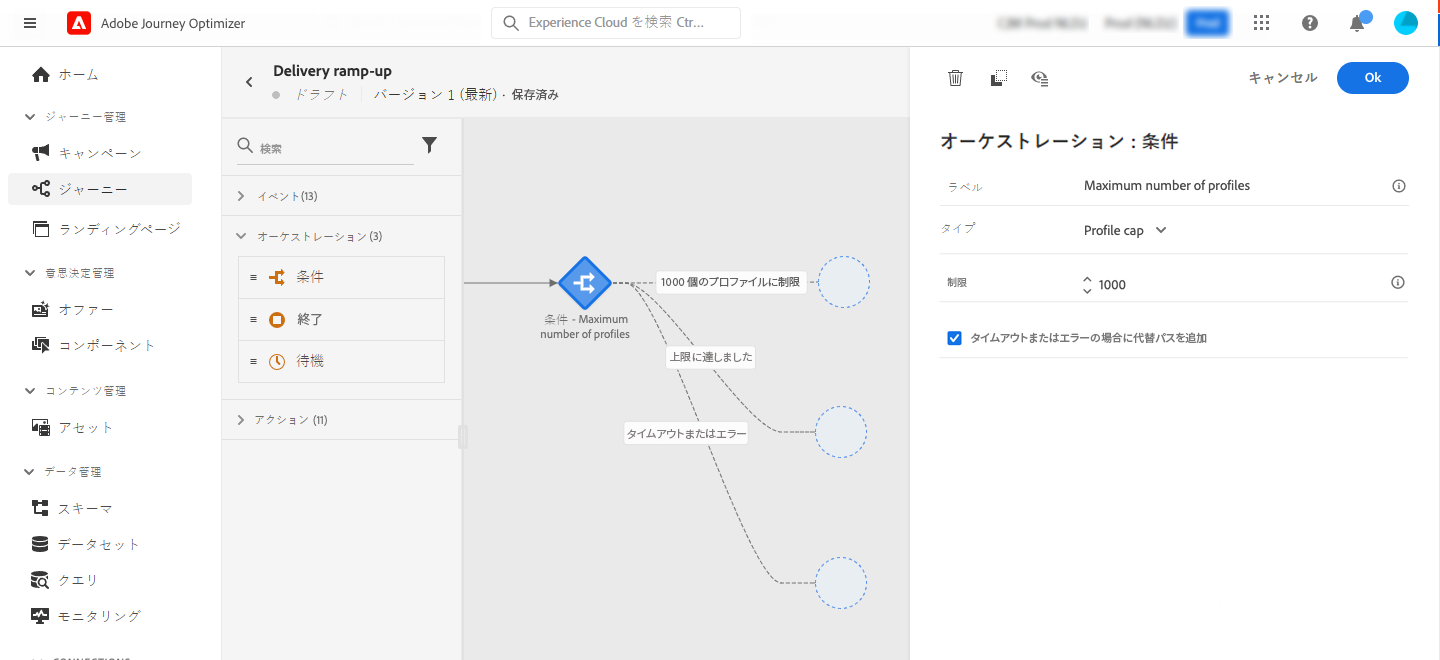 Adobe Journey Optimizer
Experience Cloud を検索 Ctr...
ホーム
ジャーニー管理
キャンペーン
ジャーニー
ランディングページ
意思決定管理
オファー
コンポーネント
コンテンツ管理
アセット
データ管理
スキーマ
データセット
クエリ
モニタリング
CONNECTIONS
Delivery ramp-up
ドラフト バージョン 1 (最新)・保存済み
検索
イベント(13)
オーケストレーション (3)
条件
終了
待機
アクション (11)
条件 - Maximum
number of profiles
1000 個のプロファイルに制限
上限に達しました
タイムアウトまたはエラー
キャンセル
Ok
オーケストレーション : 条件
ラベル Maximum number of profiles
タイプ Profile cap
制限 1000
タイムアウトまたはエラーの場合に代替パスを追加